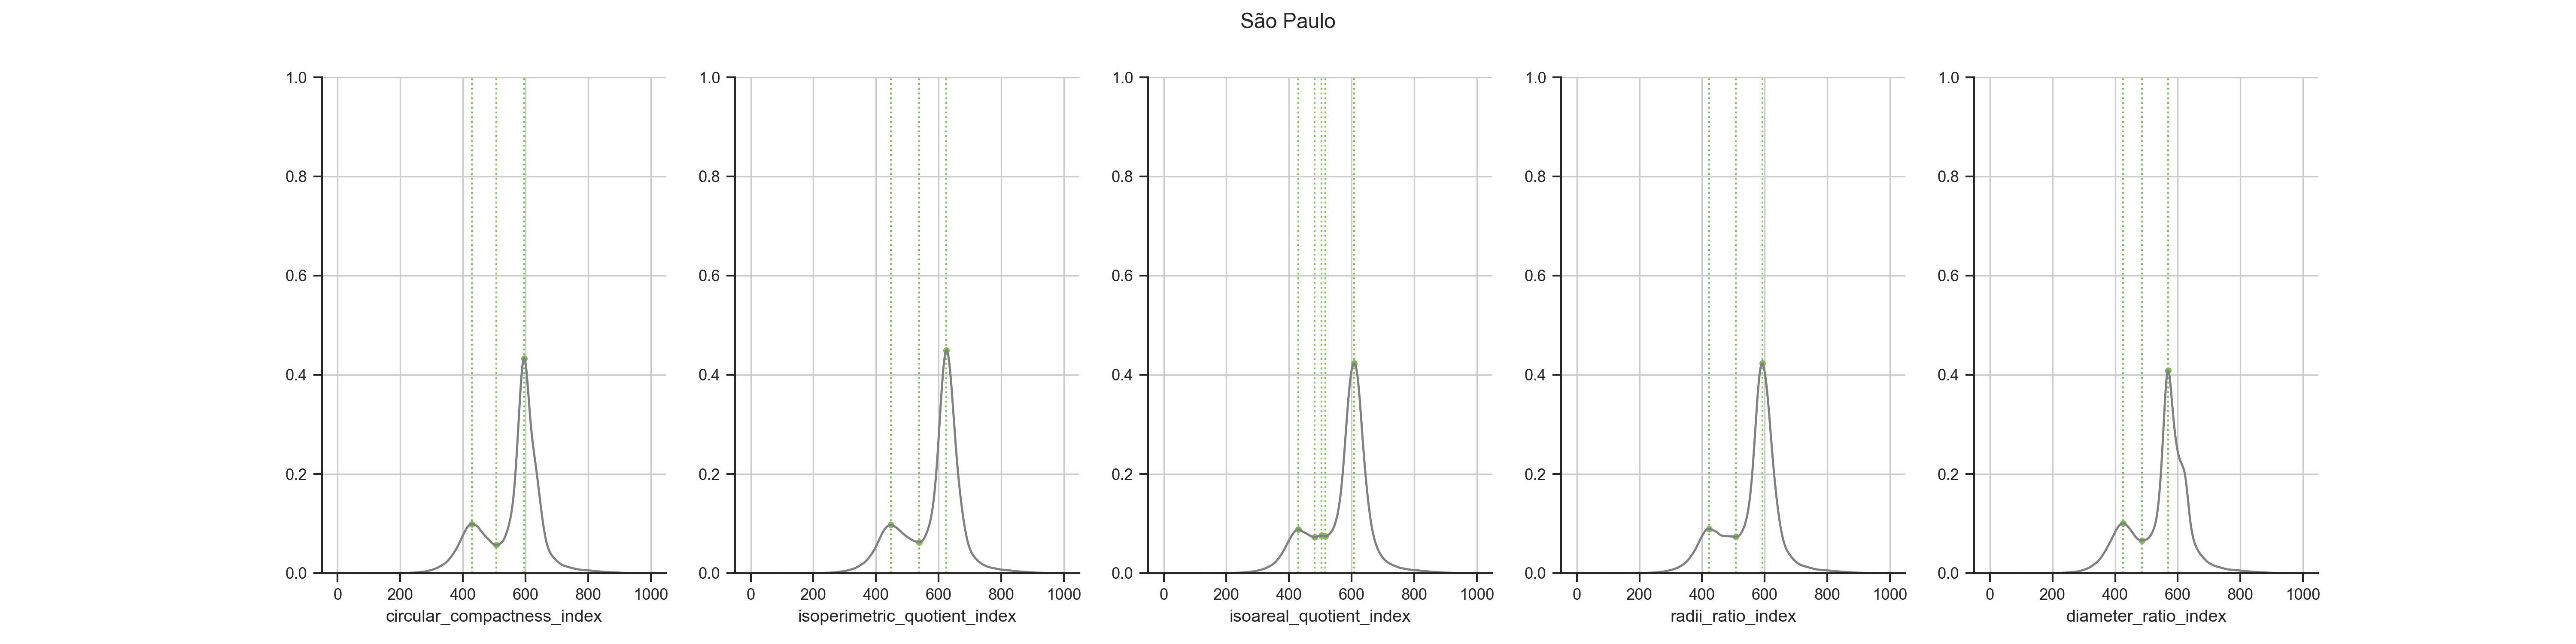 São Paulo
1.0 1.0 1.0 1.0 1.0
0.8 0.8 0.8 0.8 0.8
0.6 0.6 0.6 0.6 0.6
0.4 0.4 0.4 0.4 0.4
0.2 0.2 0.2 0.2 0.2
0.0 0.0 0.0 0.0 0.0
0 200 400 600 800 1000 0 200 400 600 800 1000 0 200 400 600 800 1000 0 200 400 600 800 1000 0 200 400 600 800 1000
circular_compactness_index isoperimetric_quotient_index isoareal_quotient_index radii_ratio_index diameter_ratio_index